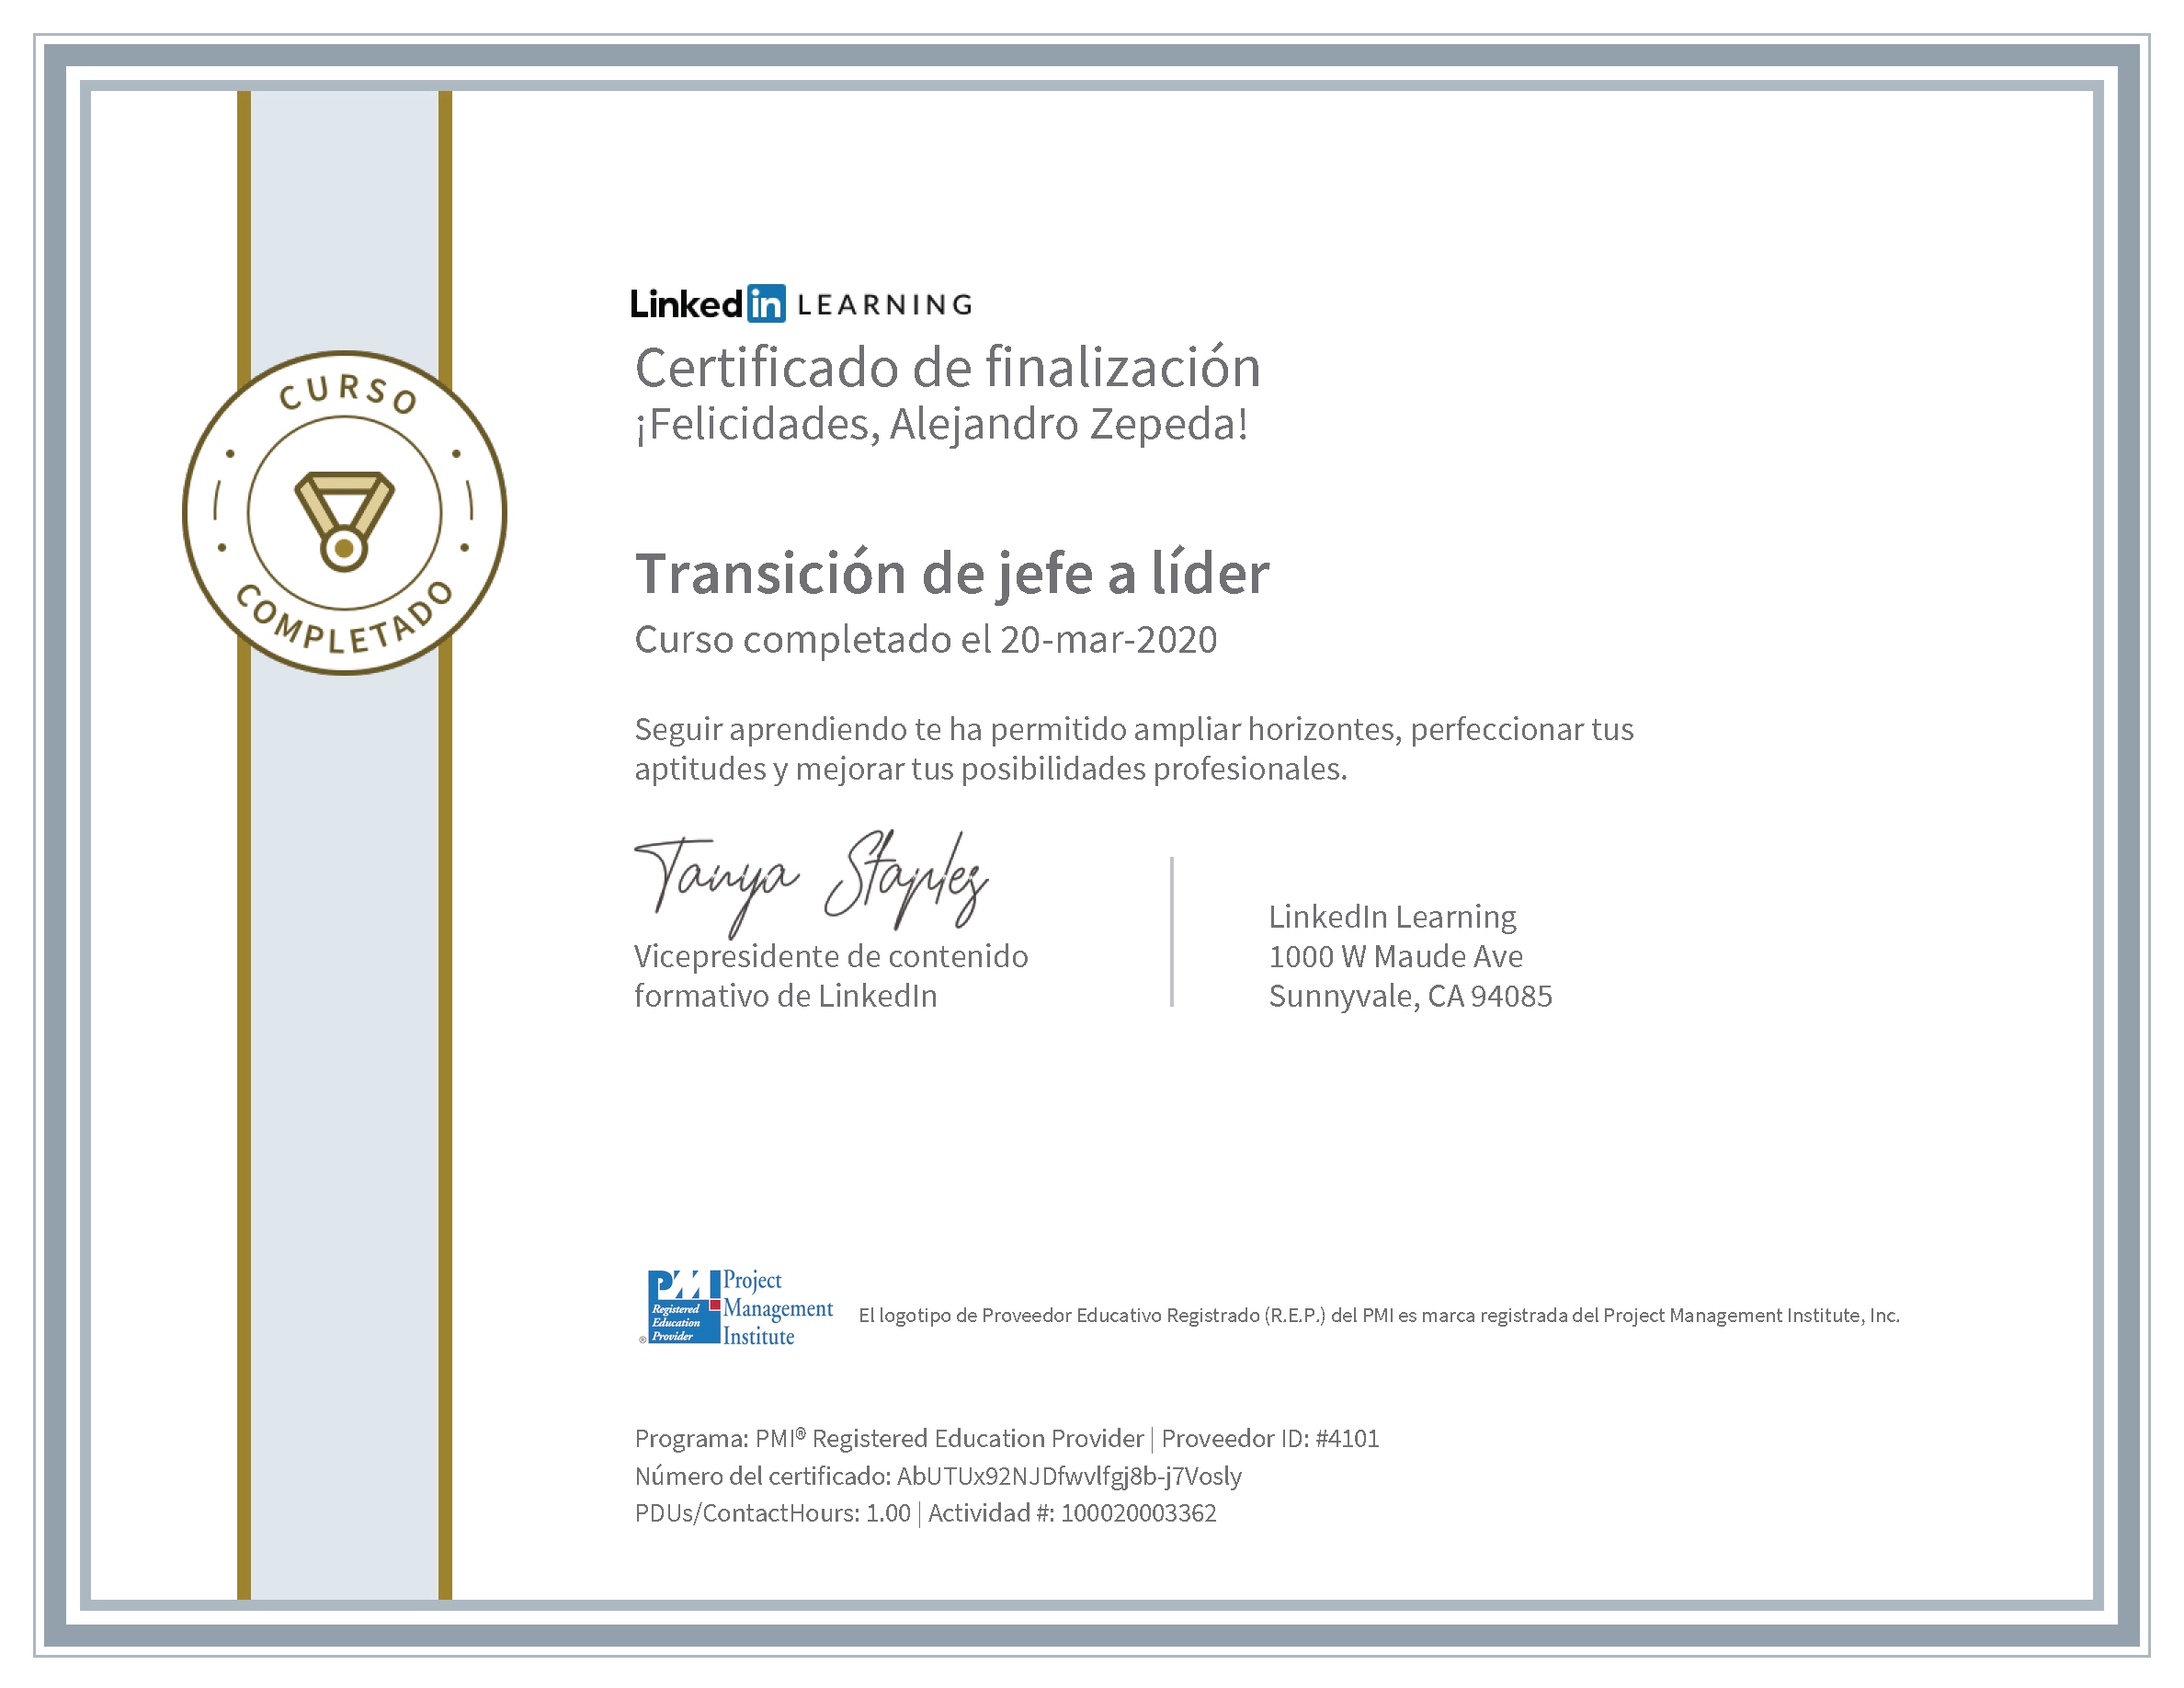 LinkedIn LEARNING
Certificado de finalización
¡Felicidades, Alejandro Zepeda!
CURSO
COMPLETADO
Transición de jefe a líder
Curso completado el 20-mar-2020
Seguir aprendiendo te ha permitido ampliar horizontes, perfeccionar tus
aptitudes y mejorar tus posibilidades profesionales.
Tanya Staples
Vicepresidente de contenido
formativo de LinkedIn
LinkedIn Learning
1000 W Maude Ave
Sunnyvale, CA 94085
PMI
Registered
Education
® Provider
Project
Management
Institute
El logotipo de Proveedor Educativo Registrado (R.E.P.) del PMI es marca registrada del Project Management Institute, Inc.
Programa: PMI® Registered Education Provider | Proveedor ID: #4101
Número del certificado: AbUTUx92NJDfwvlfgj8b-j7Vosly
PDUs/ContactHours: 1.00 | Actividad #: 100020003362